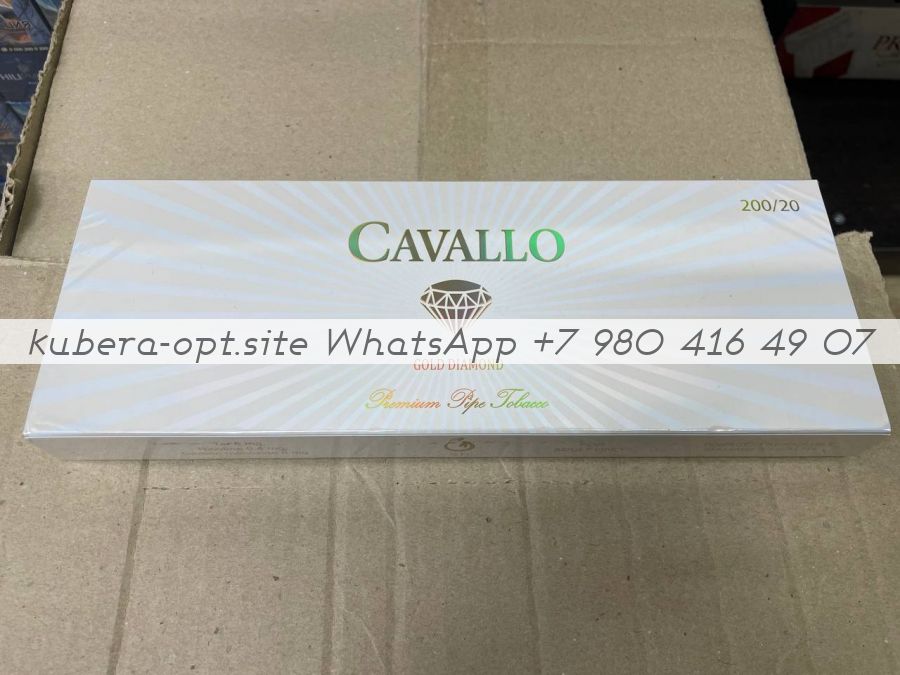 200/20
CAVALLO
kubera-opt.site WhatsApp +7 980 416 49 07
GOLD DIAMOND
Premium Pipe Tobacco